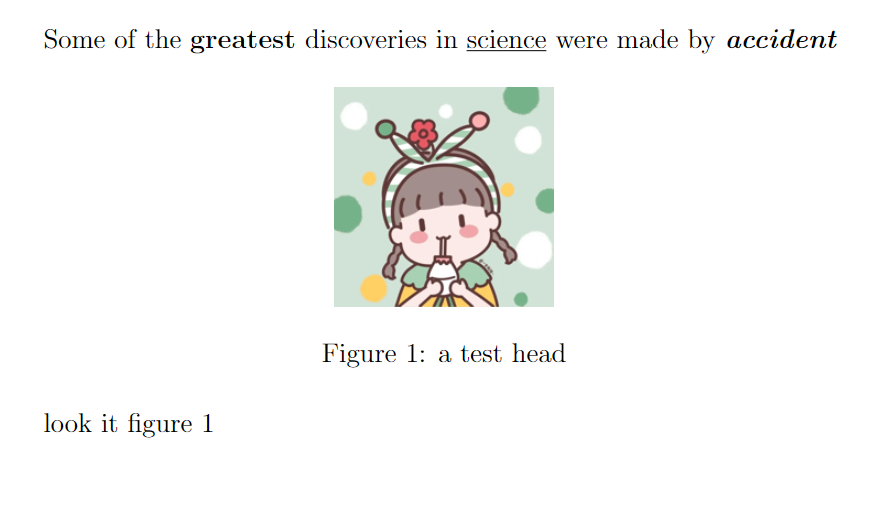 Some of the greatest discoveries in science were made by accident
Figure 1: a test head
look it figure 1